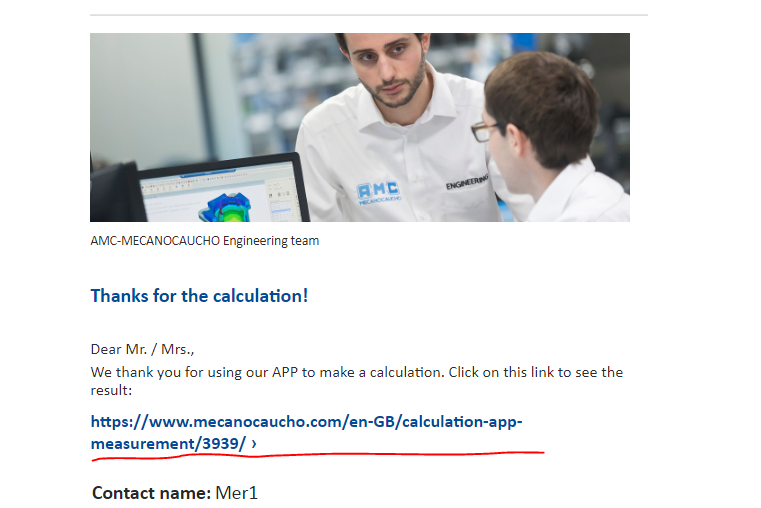 AMC
MECANOCAUCHO
ENGINEERING
AMC-MECANOCAUCHO Engineering team
Thanks for the calculation!
Dear Mr. / Mrs.,
We thank you for using our APP to make a calculation. Click on this link to see the
result:
https://www.mecanocaucho.com/en-GB/calculation-app-
measurement/3939/ ›
Contact name: Mer1